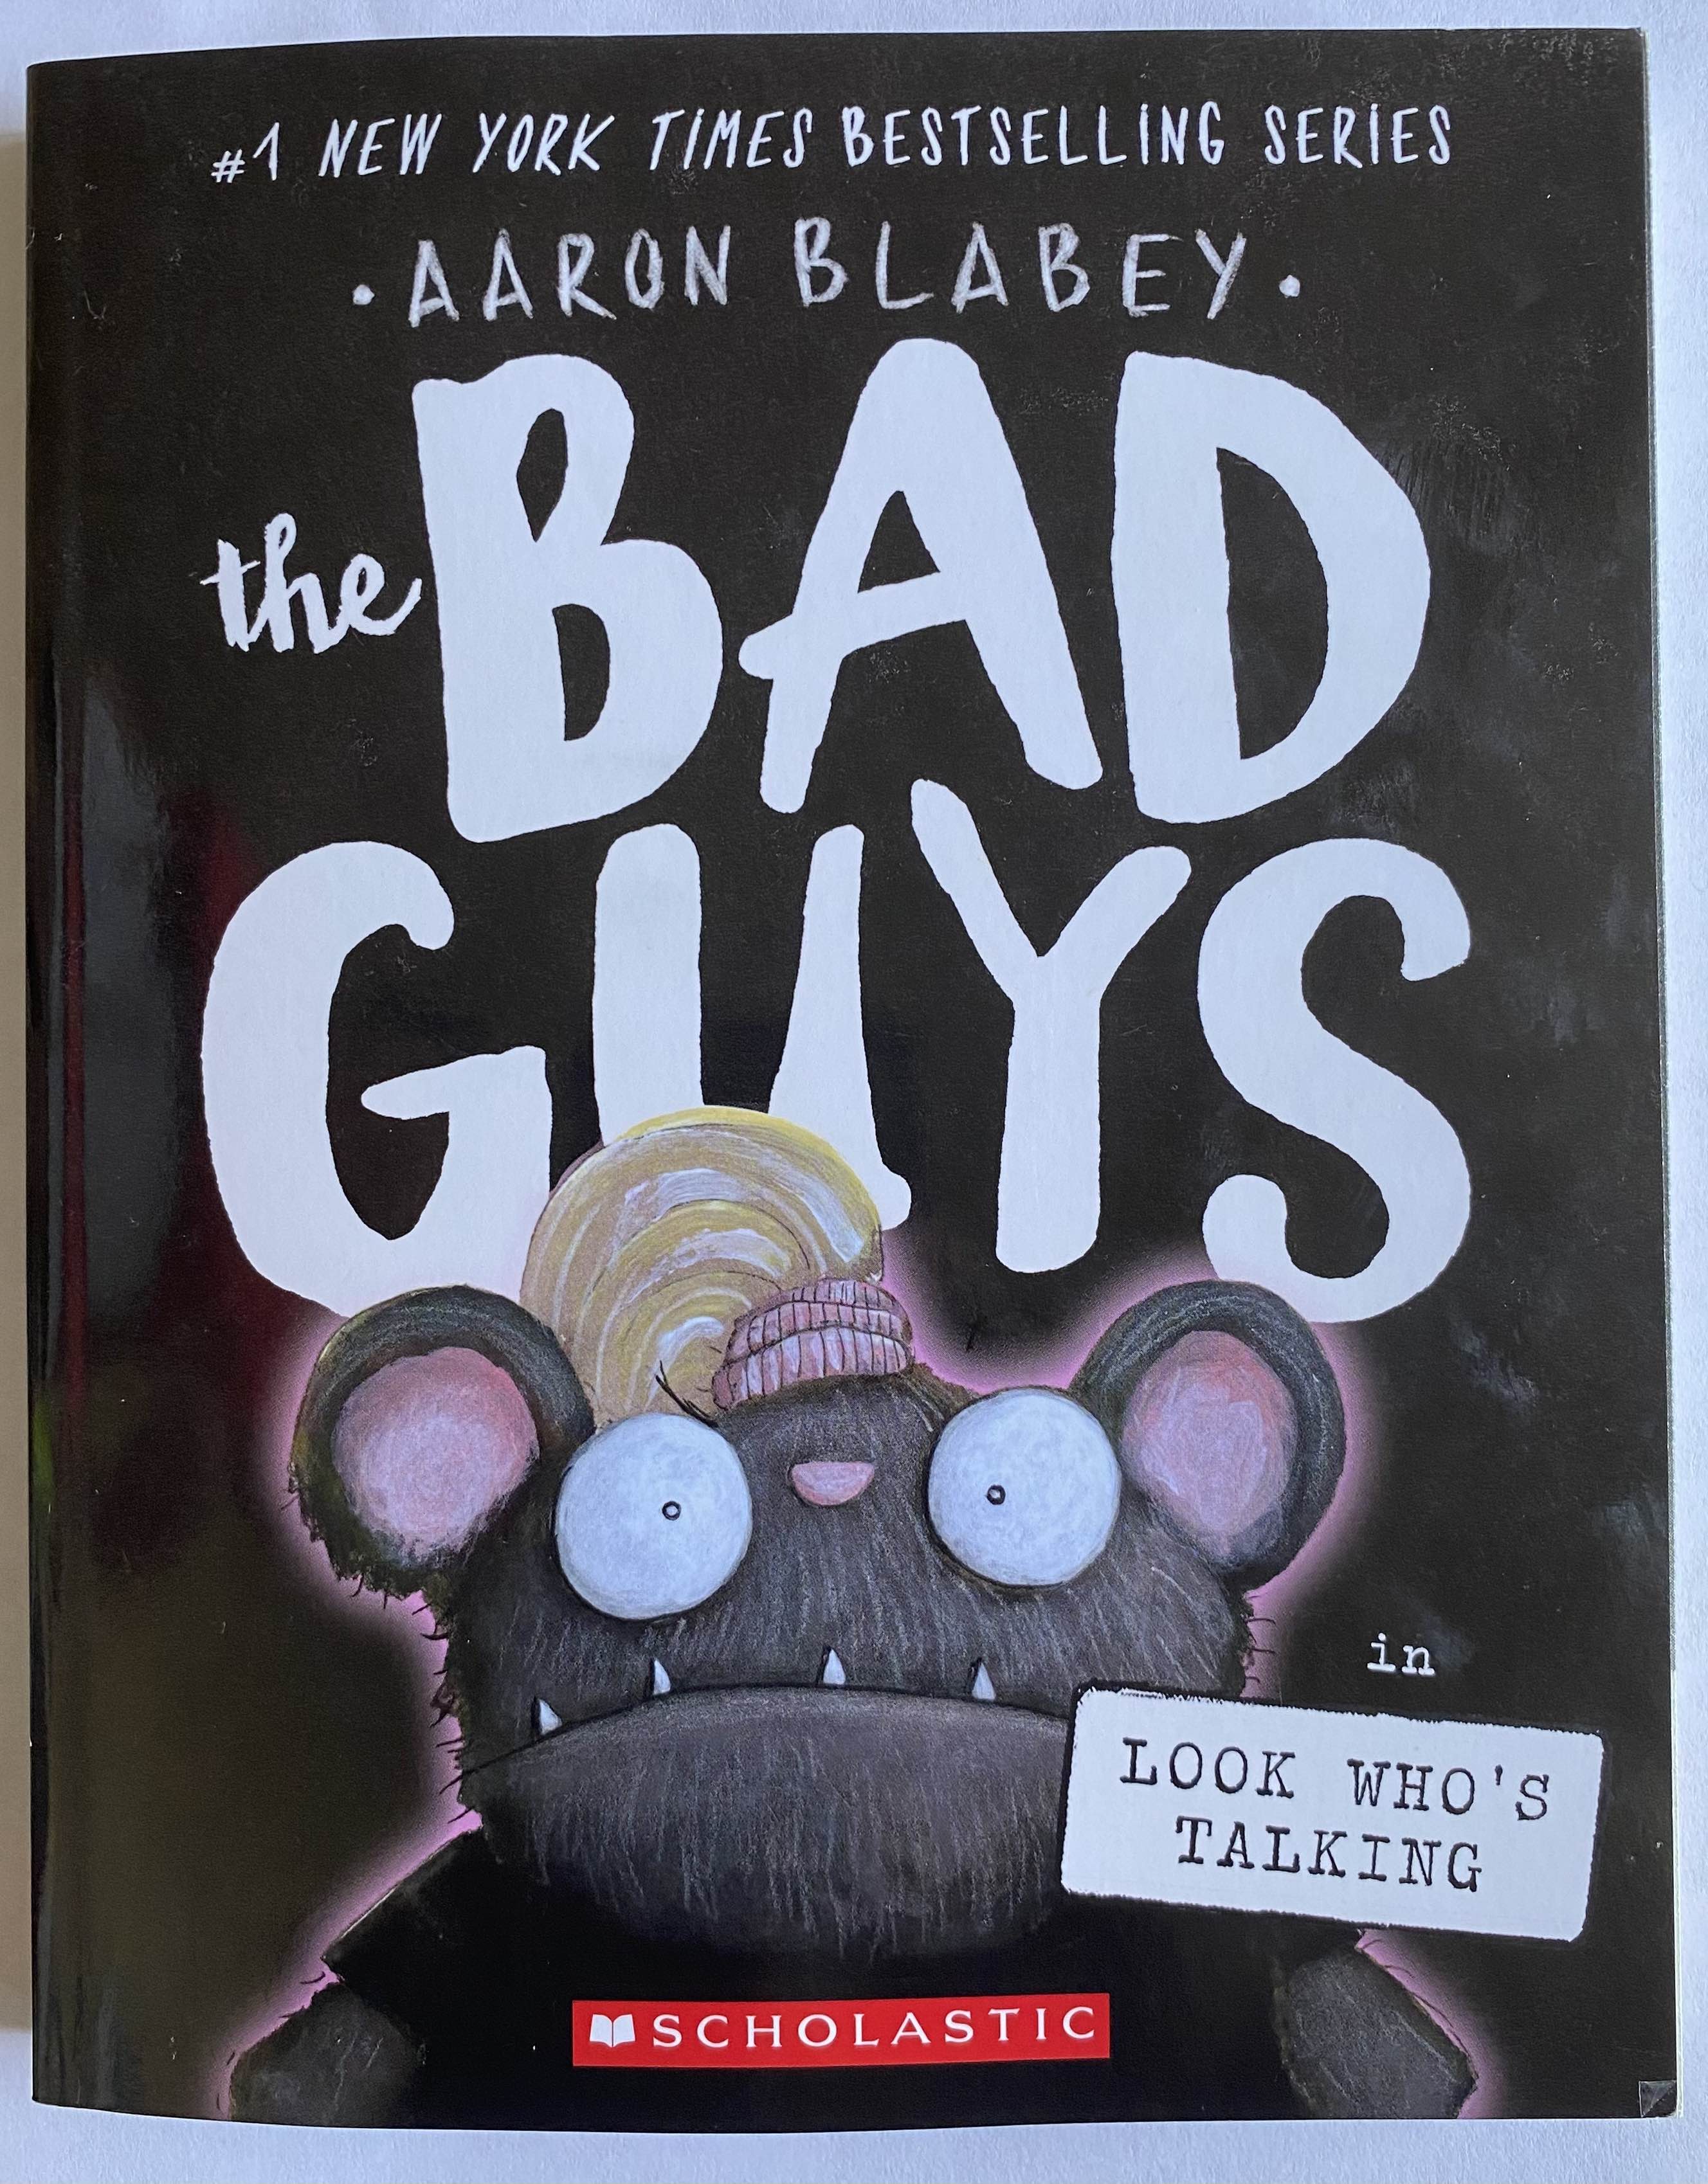 #1 NEW YORK TIMES BESTSELLING SERIES
· AARON BLABEY ·
the BAD
GUYS
in
LOOK WHO'S
TALKING
SCHOLASTIC